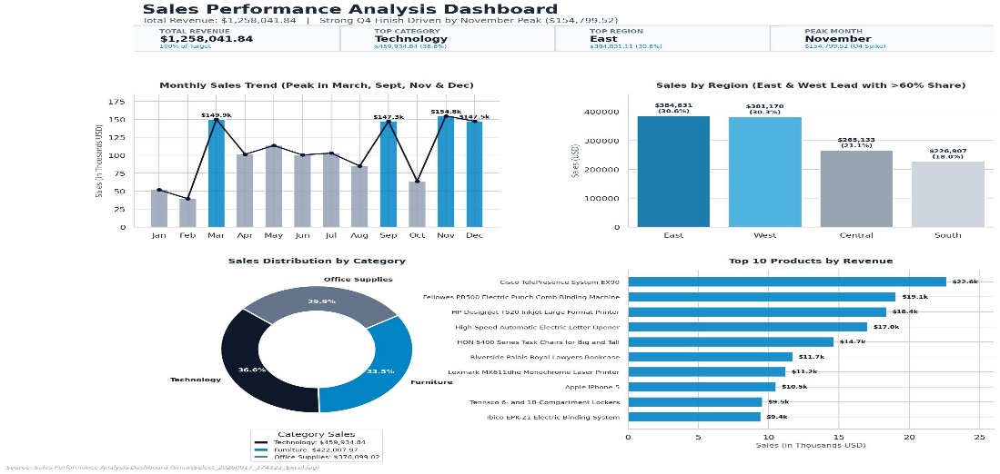 Sales Performance Analysis Dashboard
Total Revenue: $1,258,041.84 | Strong Q4 Finish Driven by November Peak ($154,799.52)
TOTAL REVENUE
$1,258,041.84
100% of Target
TOP CATEGORY
Technology
$459,934.84 (36.6%)
TOP REGION
East
$384,831.11 (30.6%)
PEAK MONTH
November
$154,799.52 (Q4 Spike)
Monthly Sales Trend (Peak in March, Sept, Nov & Dec)
Sales (in Thousands USD)
175
150
125
100
75
50
25
0
$149.9k
$147.3k
$154.8k
$147.5k
Jan Feb Mar Apr May Jun Jul Aug Sep Oct Nov Dec
Sales by Region (East & West Lead with >60% Share)
Sales (USD)
400000
300000
200000
100000
0
$384,831
(30.6%)
$381,170
(30.3%)
$265,133
(21.1%)
$226,907
(18.0%)
East West Central South
Sales Distribution by Category
Office Supplies
29.9%
36.6%
33.5%
Technology
Furniture
Category Sales
Technology: $459,934.84
Furniture: $422,007.97
Office Supplies: $376,099.02
Top 10 Products by Revenue
Cisco TelePresence System EX90 $22.6k
Fellowes PB500 Electric Punch Comb Binding Machine $19.1k
HP Designjet T520 Inkjet Large Format Printer $18.4k
High Speed Automatic Electric Letter Opener $17.0k
HON 5400 Series Task Chairs for Big and Tall $14.7k
Riverside Palais Royal Lawyers Bookcase $11.7k
Lexmark MX611dhe Monochrome Laser Printer $11.2k
Apple iPhone 5 $10.5k
Tennsco 6- and 18-Compartment Lockers $9.5k
Ibico EPK-21 Electric Binding System $9.4k
0 5 10 15 20 25
Sales (in Thousands USD)
Source: Sales Performance Analysis Dashboard (SmartSelect_20260917_174321_Excel.jpg)